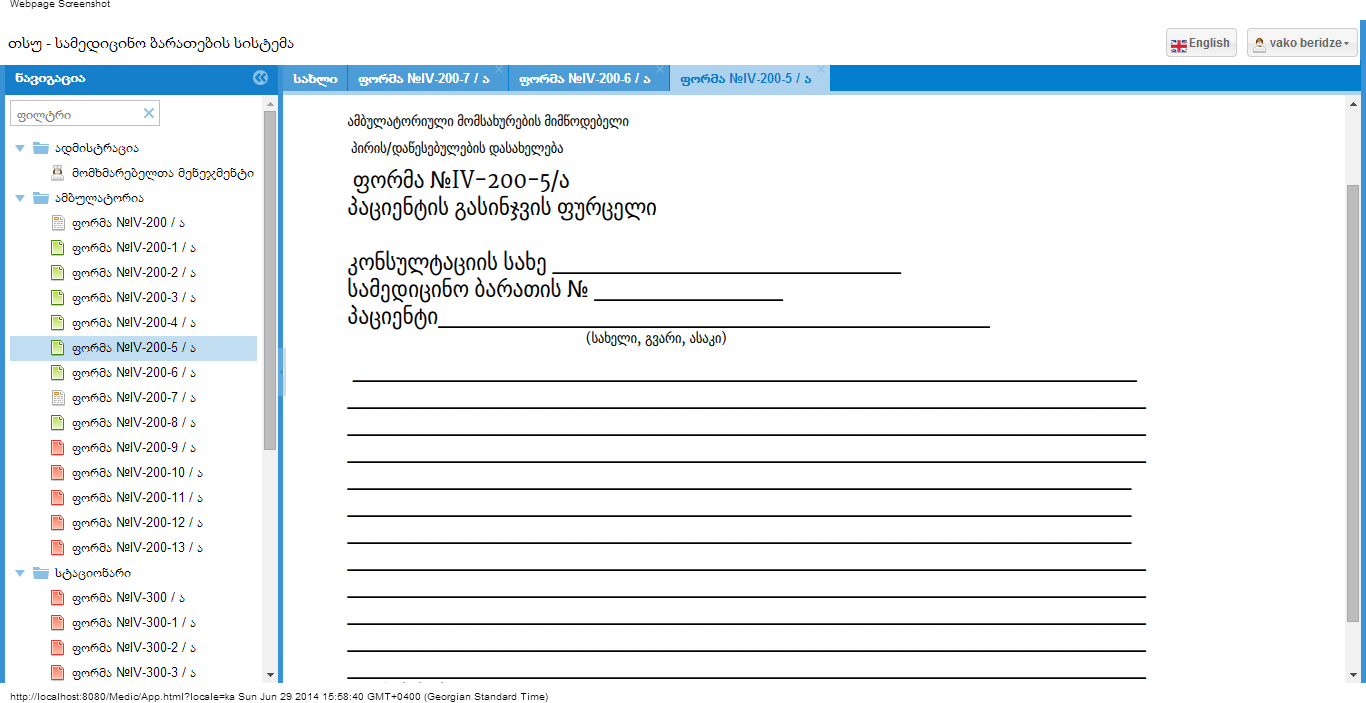 Webpage Screenshot
თსუ - სამედიცინო ბარათების სისტემა
English
vako beridze
ნავიგაცია
სახლი
ფორმა №IV-200-7 / ა
ფორმა №IV-200-6 / ა
ფორმა №IV-200-5 / ა
ფილტრი
ადმისტრაცია
მომხმარებელთა მენეჯმენტი
ამბულატორია
ფორმა №IV-200 / ა
ფორმა №IV-200-1 / ა
ფორმა №IV-200-2 / ა
ფორმა №IV-200-3 / ა
ფორმა №IV-200-4 / ა
ფორმა №IV-200-5 / ა
ფორმა №IV-200-6 / ა
ფორმა №IV-200-7 / ა
ფორმა №IV-200-8 / ა
ფორმა №IV-200-9 / ა
ფორმა №IV-200-10 / ა
ფორმა №IV-200-11 / ა
ფორმა №IV-200-12 / ა
ფორმა №IV-200-13 / ა
სტაციონარი
ფორმა №IV-300 / ა
ფორმა №IV-300-1 / ა
ფორმა №IV-300-2 / ა
ფორმა №IV-300-3 / ა
ამბულატორიული მომსახურების მიმწოდებელი
პირის/დაწესებულების დასახელება
ფორმა №IV-200-5/ა
პაციენტის გასინჯვის ფურცელი
კონსულტაციის სახე
სამედიცინო ბარათის №
პაციენტი
(სახელი, გვარი, ასაკი)
http://localhost:8080/Medic/App.html?locale=ka Sun Jun 29 2014 15:58:40 GMT+0400 (Georgian Standard Time)